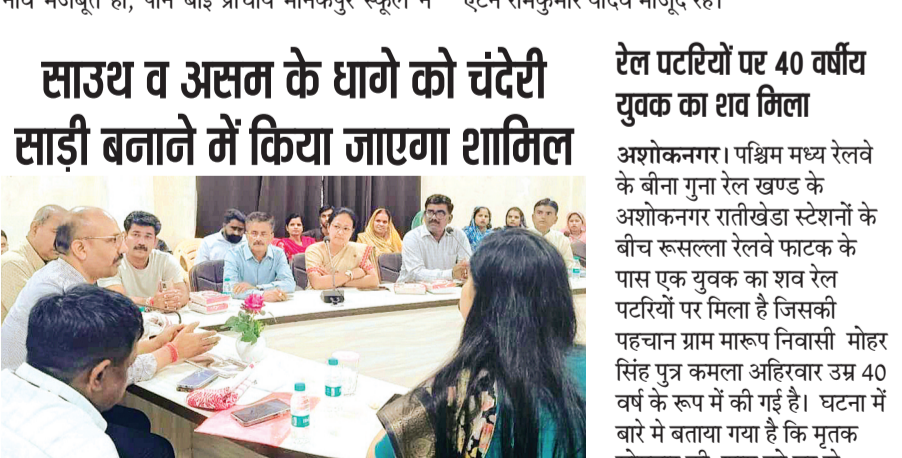 साउथ व असम के धागे को चंदेरी
साड़ी बनाने में किया जाएगा शामिल
रेल पटरियों पर 40 वर्षीय
युवक का शव मिला
अशोकनगर। पश्चिम मध्य रेलवे
के बीना गुना रेल खण्ड के
अशोकनगर रातीखेडा स्टेशनों के
बीच रूसल्ला रेलवे फाटक के
पास एक युवक का शव रेल
पटरियों पर मिला है जिसकी
पहचान ग्राम मारूप निवासी मोहर
सिंह पुत्र कमला अहिरवार उम्र 40
वर्ष के रूप में की गई है। घटना में
बारे मे बताया गया है कि मृतक